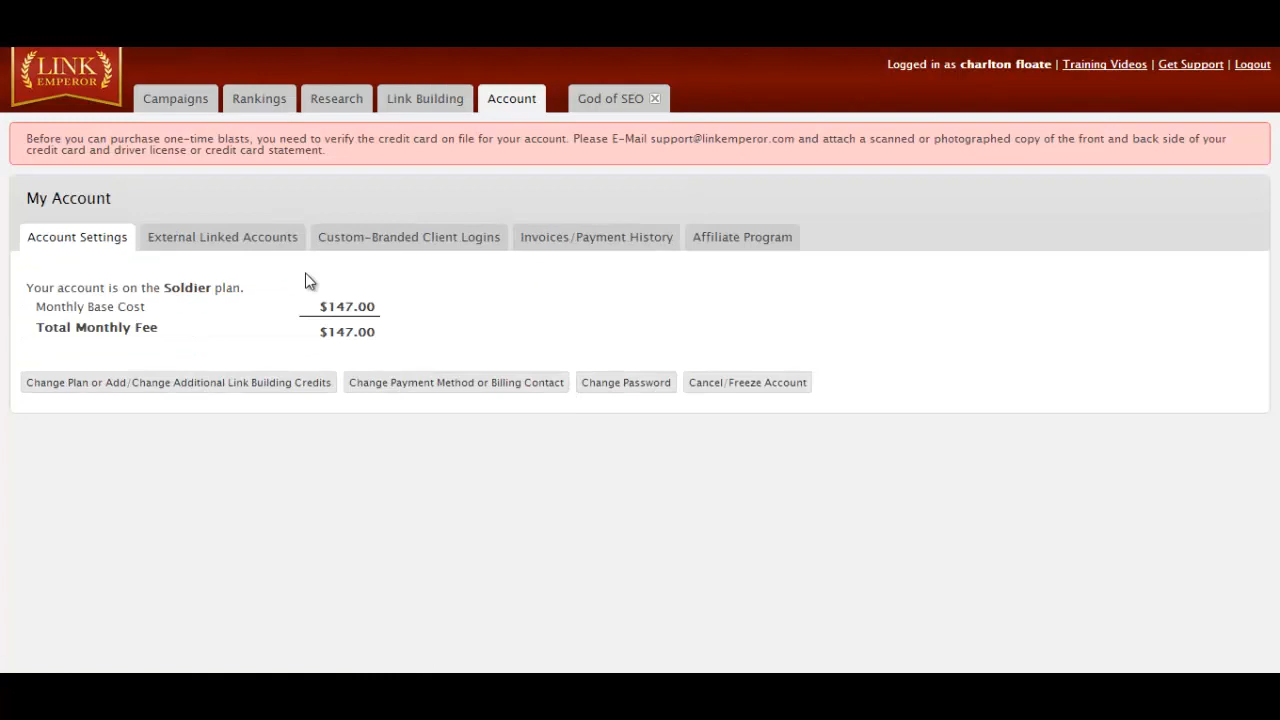 LINK
EMPEROR
Logged in as charlton floate | Training Videos | Get Support | Logout
Campaigns Rankings Research Link Building Account God of SEO
Before you can purchase one-time blasts, you need to verify the credit card on file for your account. Please E-Mail support@linkemperor.com and attach a scanned or photographed copy of the front and back side of your
credit card and driver license or credit card statement.
My Account
Account Settings External Linked Accounts Custom-Branded Client Logins Invoices/Payment History Affiliate Program
Your account is on the Soldier plan.
Monthly Base Cost $147.00
Total Monthly Fee $147.00
Change Plan or Add/Change Additional Link Building Credits Change Payment Method or Billing Contact Change Password Cancel/Freeze Account